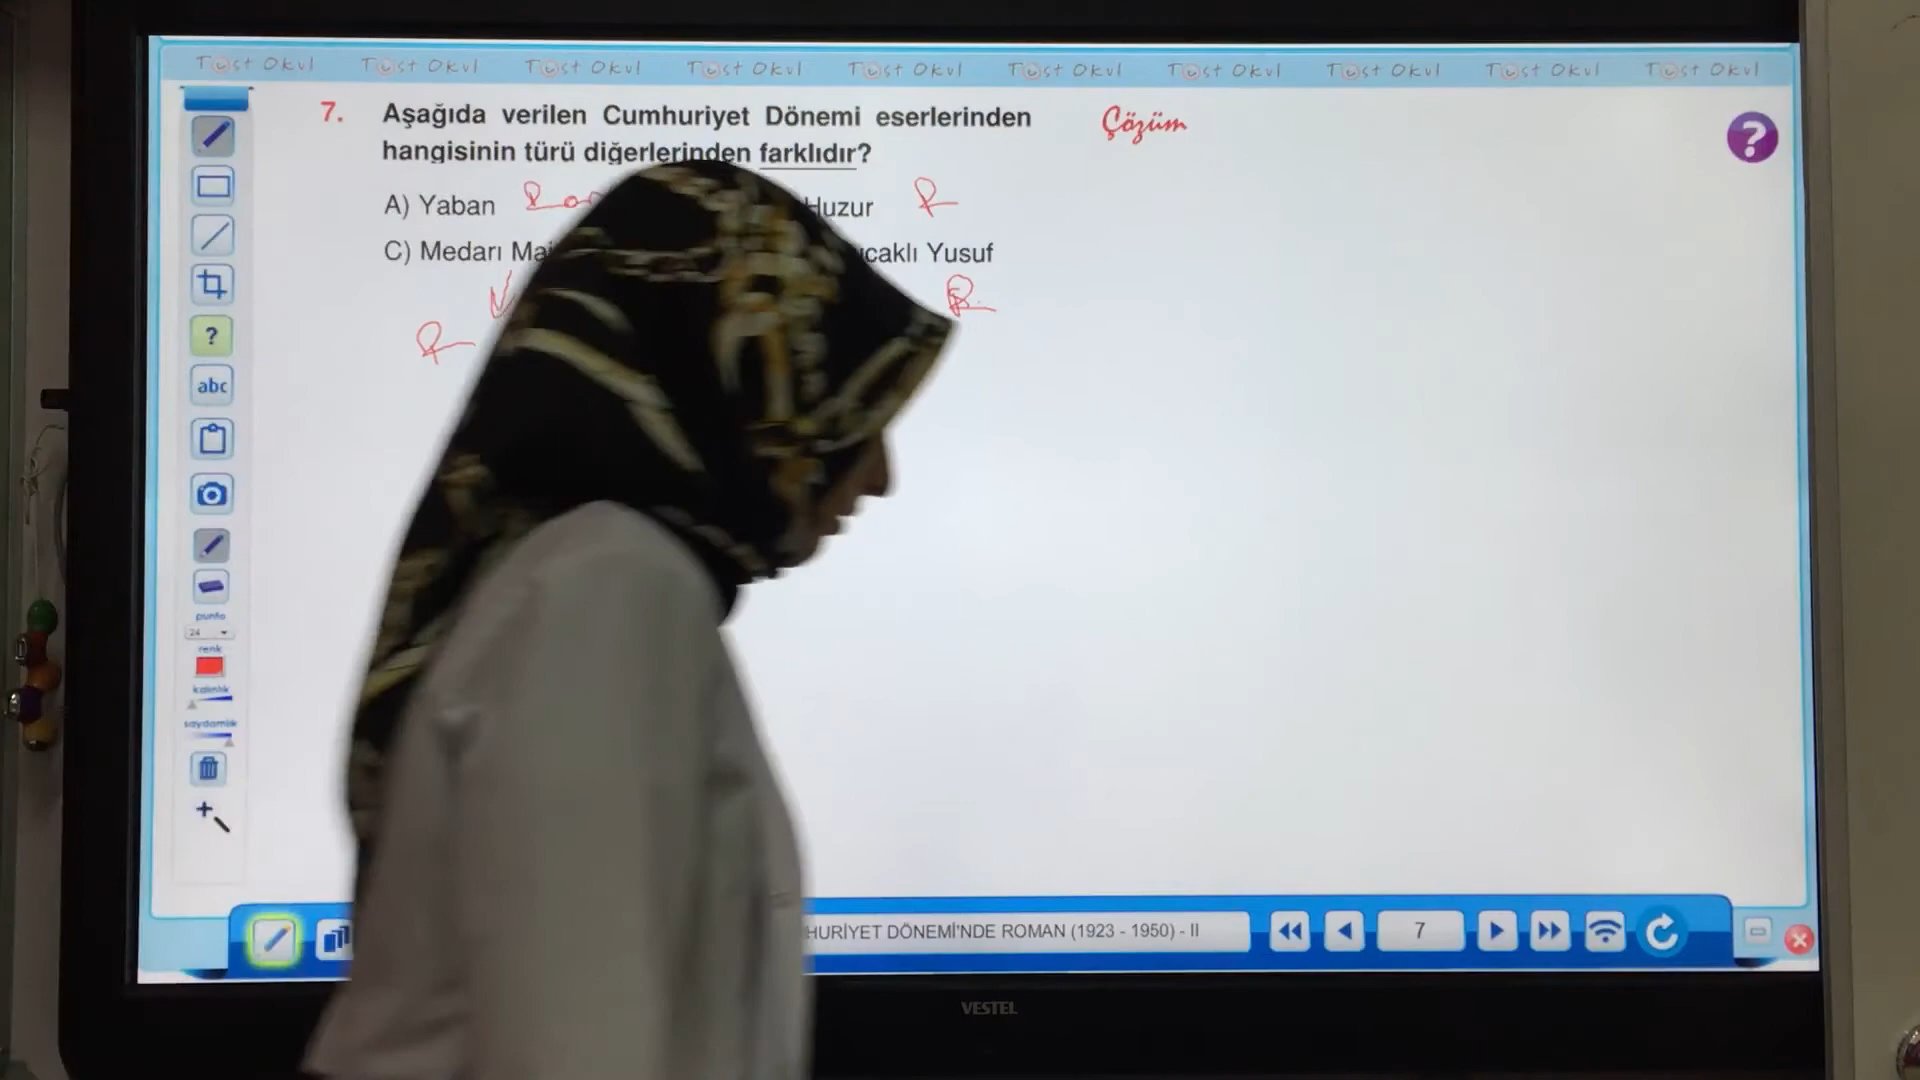 Test Okul Test Okul Test Okul Test Okul Test Okul Test Okul Test Okul Test Okul Test Okul Test Okul
7. Aşağıda verilen Cumhuriyet Dönemi eserlerinden
hangisinin türü diğerlerinden farklıdır?
Çözüm
?
A) Yaban Huzur R
C) Medarı Yusuf
R
R
?
abc
punto
24
renk
kalınlık
saydamlık
HURİYET DÖNEMİ'NDE ROMAN (1923 - 1950) - II
7
VESTEL